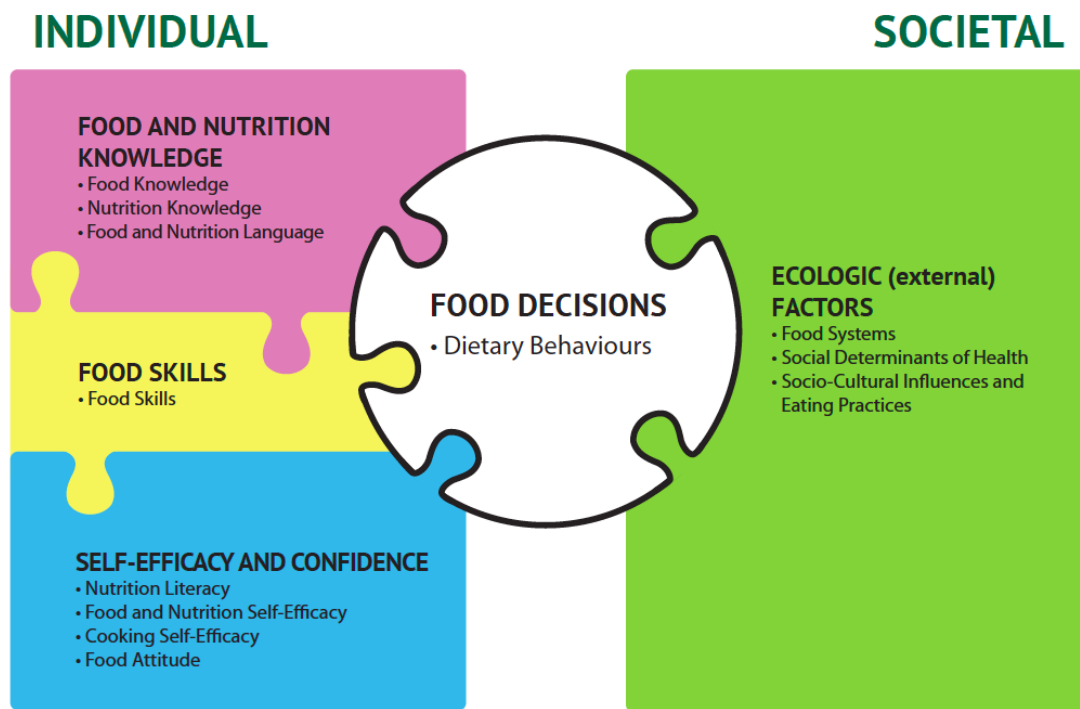 INDIVIDUAL
SOCIETAL
FOOD AND NUTRITION
KNOWLEDGE
• Food Knowledge
• Nutrition Knowledge
• Food and Nutrition Language
FOOD SKILLS
• Food Skills
SELF-EFFICACY AND CONFIDENCE
• Nutrition Literacy
• Food and Nutrition Self-Efficacy
• Cooking Self-Efficacy
• Food Attitude
FOOD DECISIONS
• Dietary Behaviours
ECOLOGIC (external)
FACTORS
• Food Systems
• Social Determinants of Health
• Socio-Cultural Influences and
Eating Practices